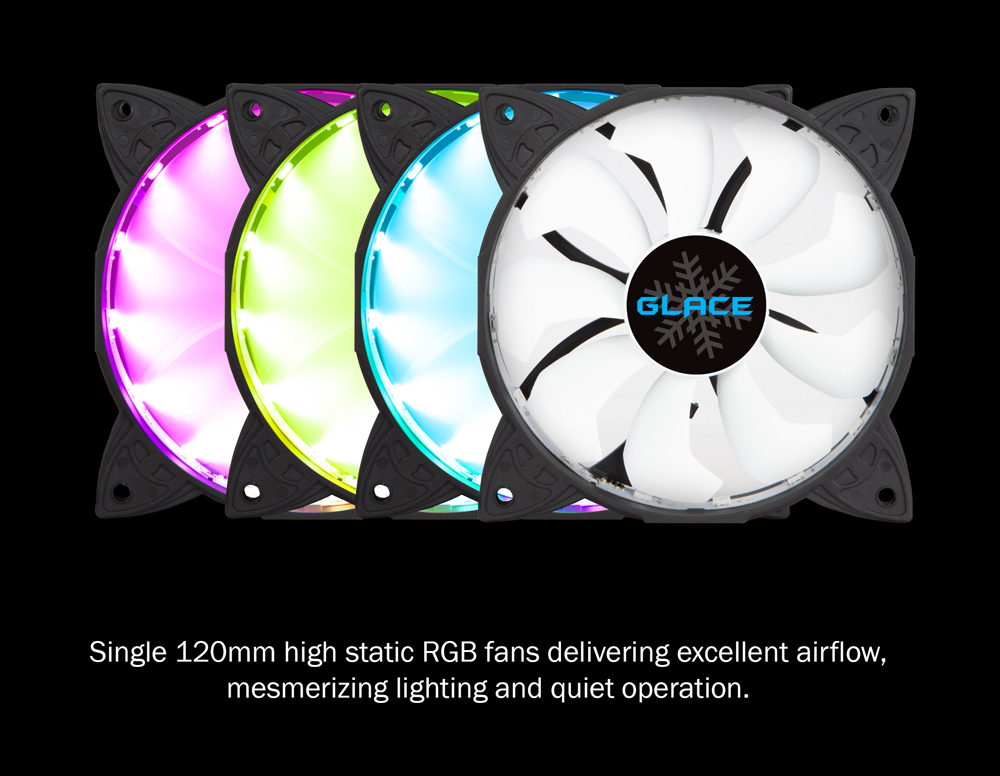 GLACE
Single 120mm high static RGB fans delivering excellent airflow,
mesmerizing lighting and quiet operation.